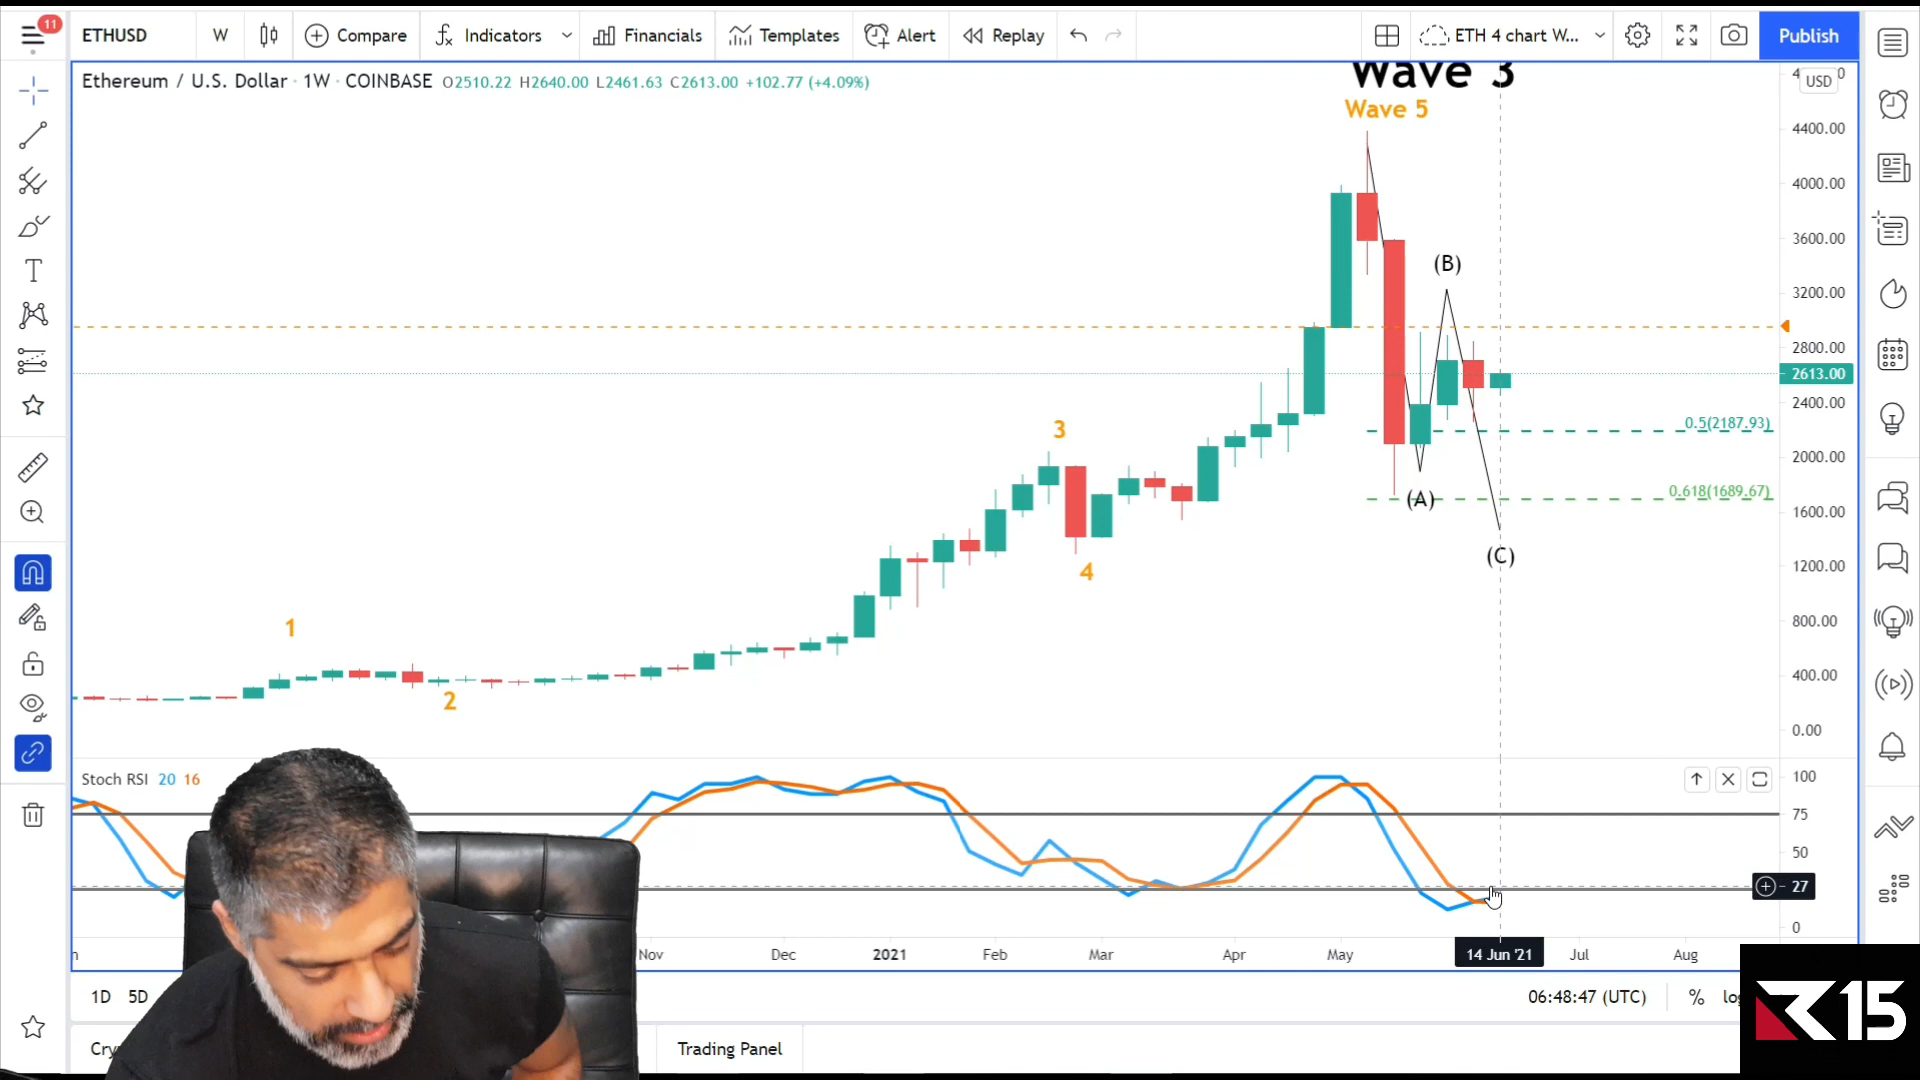 11
ETHUSD
W
Compare
Indicators
Financials
Templates
Alert
Replay
ETH 4 chart W...
Publish
Ethereum / U.S. Dollar · 1W · COINBASE O2510.22 H2640.00 L2461.63 C2613.00 +102.77 (+4.09%)
Wave 3
Wave 5
USD
4400.00
4000.00
3600.00
(B)
3200.00
2800.00
2613.00
2400.00
0.5(2187.93)
3
2000.00
0.618(1689.67)
(A)
1600.00
(C)
4
1200.00
1
800.00
400.00
2
0.00
Stoch RSI 20 16
100
75
50
27
0
Nov Dec 2021 Feb Mar Apr May 14 Jun '21 Jul Aug
1D 5D
06:48:47 (UTC)
%
R15
Trading Panel